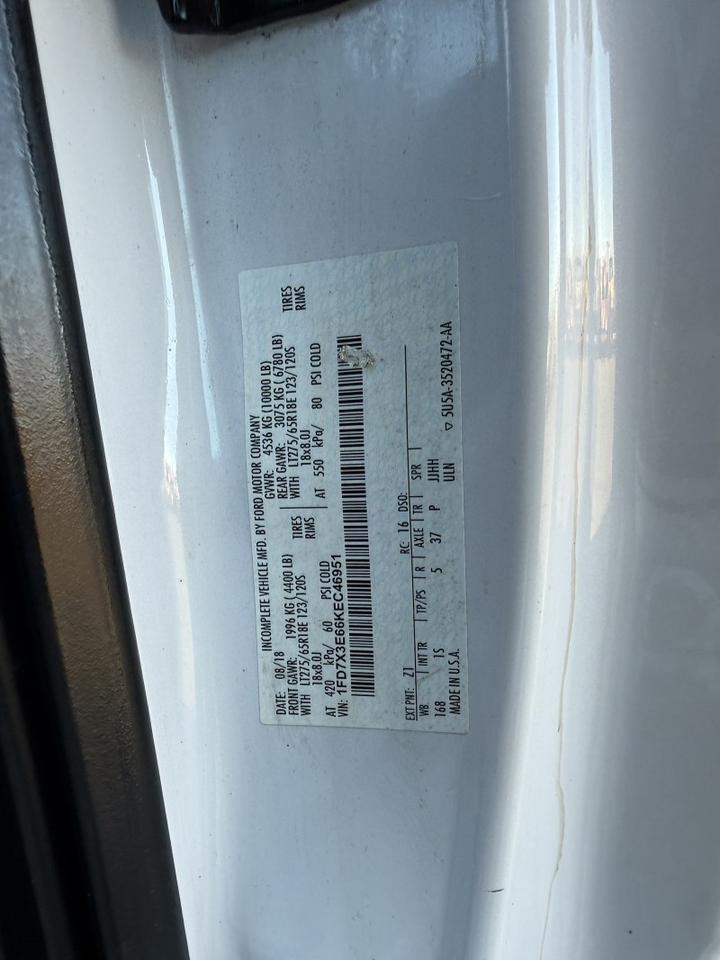 INCOMPLETE VEHICLE MFD. BY FORD MOTOR COMPANY
DATE: 08/18 GVWR: 4536 KG (10000 LB)
FRONT GAWR: 1996 KG ( 4400 LB) REAR GAWR: 3075 KG ( 6780 LB)
WITH LT275/65R18E 123/120S TIRES WITH LT275/65R18E 123/120S TIRES
18x8.0J RIMS 18x8.0J RIMS
AT 420 kPa/ 60 PSI COLD AT 550 kPa/ 80 PSI COLD
VIN: 1FD7X3E66KEC46951
EXT PNT: Z1 RC: 16 DSO:
WB INT TR TP/PS R AXLE TR SPR
168 1S 5 37 P JJHH
MADE IN U.S.A. ULN
▽ 5U5A-3520472-AA